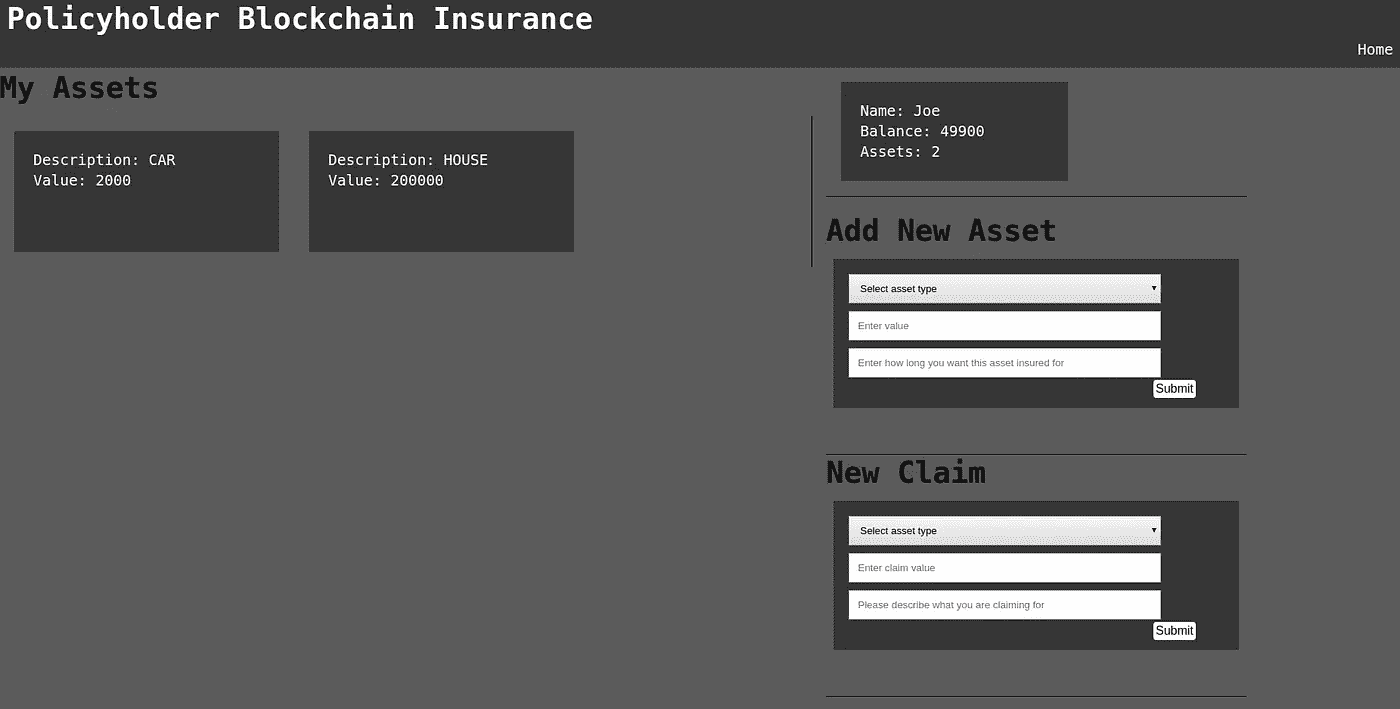 Policyholder Blockchain Insurance
Home
My Assets
Description: CAR
Value: 2000
Description: HOUSE
Value: 200000
Name: Joe
Balance: 49900
Assets: 2
Add New Asset
Select asset type
Enter value
Enter how long you want this asset insured for
Submit
New Claim
Select asset type
Enter claim value
Please describe what you are claiming for
Submit